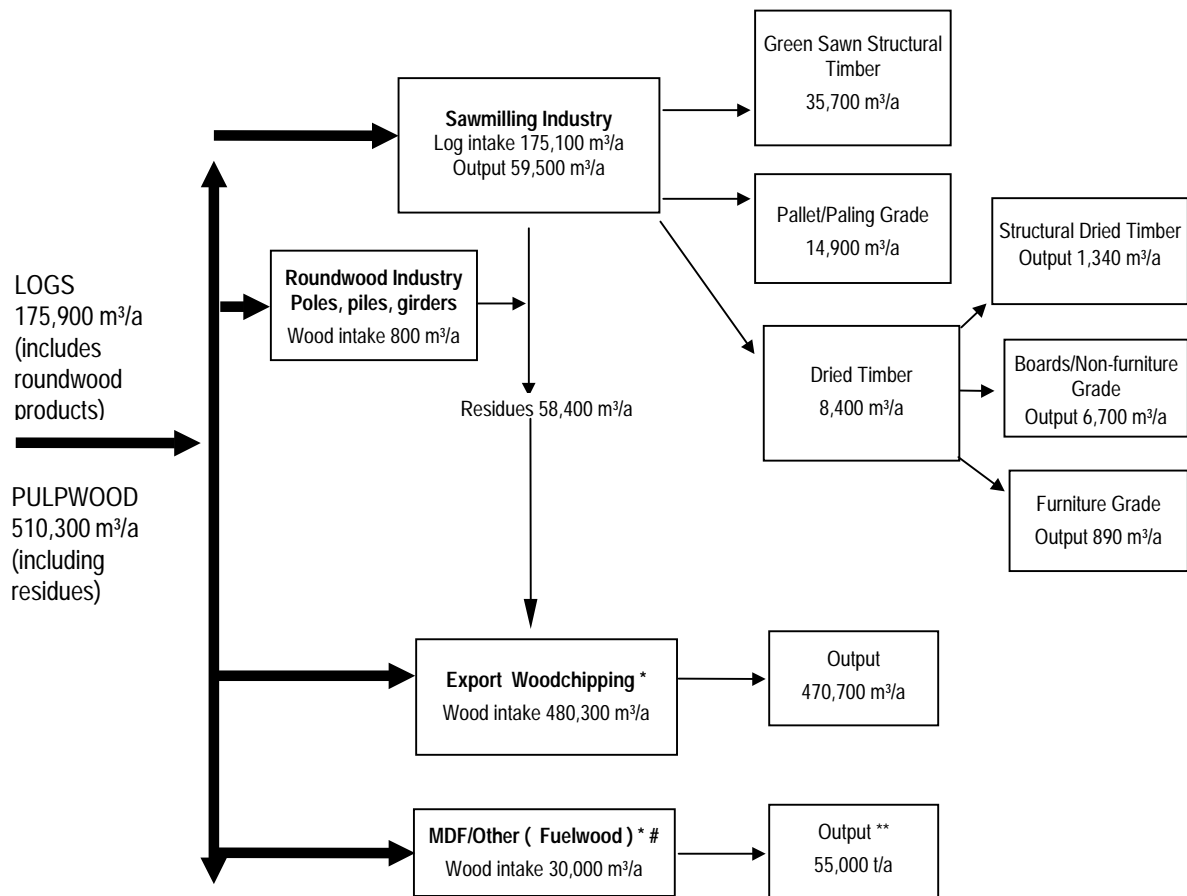 LOGS
175,900 m³/a
(includes
roundwood
products)
PULPWOOD
510,300 m³/a
(including
residues)
Sawmilling Industry
Log intake 175,100 m³/a
Output 59,500 m³/a
Roundwood Industry
Poles, piles, girders
Wood intake 800 m³/a
Residues 58,400 m³/a
Export Woodchipping *
Wood intake 480,300 m³/a
MDF/Other ( Fuelwood ) * #
Wood intake 30,000 m³/a
Green Sawn Structural
Timber
35,700 m³/a
Pallet/Paling Grade
14,900 m³/a
Dried Timber
8,400 m³/a
Structural Dried Timber
Output 1,340 m³/a
Boards/Non-furniture
Grade
Output 6,700 m³/a
Furniture Grade
Output 890 m³/a
Output
470,700 m³/a
Output **
55,000 t/a